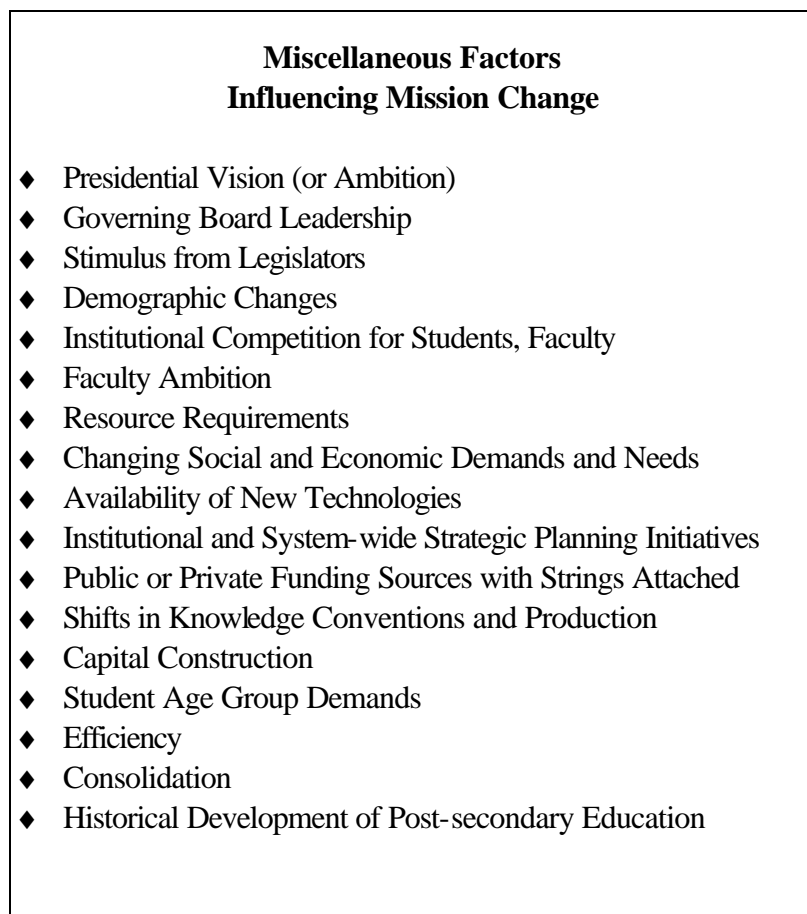 Miscellaneous Factors
Influencing Mission Change
♦ Presidential Vision (or Ambition)
♦ Governing Board Leadership
♦ Stimulus from Legislators
♦ Demographic Changes
♦ Institutional Competition for Students, Faculty
♦ Faculty Ambition
♦ Resource Requirements
♦ Changing Social and Economic Demands and Needs
♦ Availability of New Technologies
♦ Institutional and System-wide Strategic Planning Initiatives
♦ Public or Private Funding Sources with Strings Attached
♦ Shifts in Knowledge Conventions and Production
♦ Capital Construction
♦ Student Age Group Demands
♦ Efficiency
♦ Consolidation
♦ Historical Development of Post-secondary Education